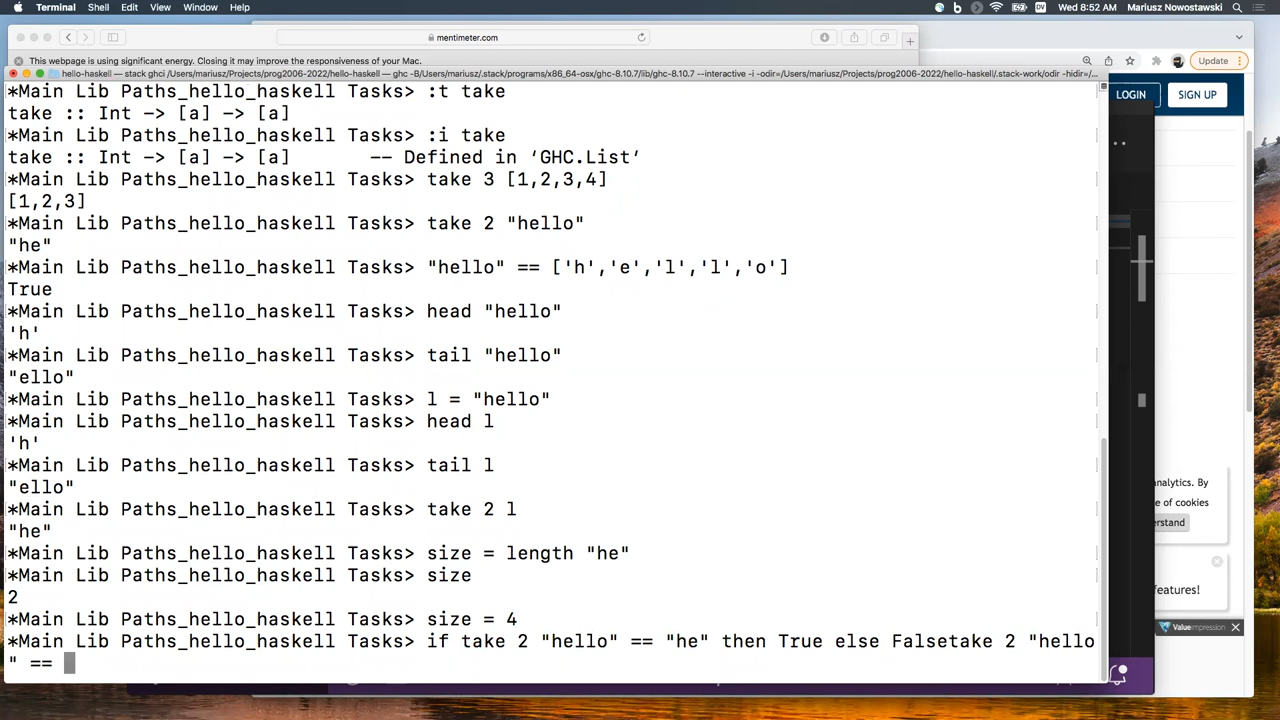 Terminal Shell Edit View Window Help
Wed 8:52 AM Mariusz Nowostawski
mentimeter.com
This webpage is using significant energy. Closing it may improve the responsiveness of your Mac.
Update
hello-haskell — stack ghci /Users/mariusz/Projects/prog2006-2022/hello-haskell — ghc -B/Users/mariusz/.stack/programs/x86_64-osx/ghc-8.10.7/lib/ghc-8.10.7 --interactive -i -odir=/Users/mariusz/Projects/prog2006-2022/hello-haskell/.stack-work/odir -hidir=/...
LOGIN SIGN UP
*Main Lib Paths_hello_haskell Tasks> :t take
take :: Int -> [a] -> [a]
*Main Lib Paths_hello_haskell Tasks> :i take
take :: Int -> [a] -> [a] -- Defined in ‘GHC.List’
*Main Lib Paths_hello_haskell Tasks> take 3 [1,2,3,4]
[1,2,3]
*Main Lib Paths_hello_haskell Tasks> take 2 "hello"
"he"
*Main Lib Paths_hello_haskell Tasks> "hello" == ['h','e','l','l','o']
True
*Main Lib Paths_hello_haskell Tasks> head "hello"
'h'
*Main Lib Paths_hello_haskell Tasks> tail "hello"
"ello"
*Main Lib Paths_hello_haskell Tasks> l = "hello"
*Main Lib Paths_hello_haskell Tasks> head l
'h'
*Main Lib Paths_hello_haskell Tasks> tail l
"ello"
*Main Lib Paths_hello_haskell Tasks> take 2 l
"he"
*Main Lib Paths_hello_haskell Tasks> size = length "he"
*Main Lib Paths_hello_haskell Tasks> size
2
*Main Lib Paths_hello_haskell Tasks> size = 4
*Main Lib Paths_hello_haskell Tasks> if take 2 "hello" == "he" then True else Falsetake 2 "hello
" ==
nalytics. By
e of cookies
erstand
features!
ValueImpression